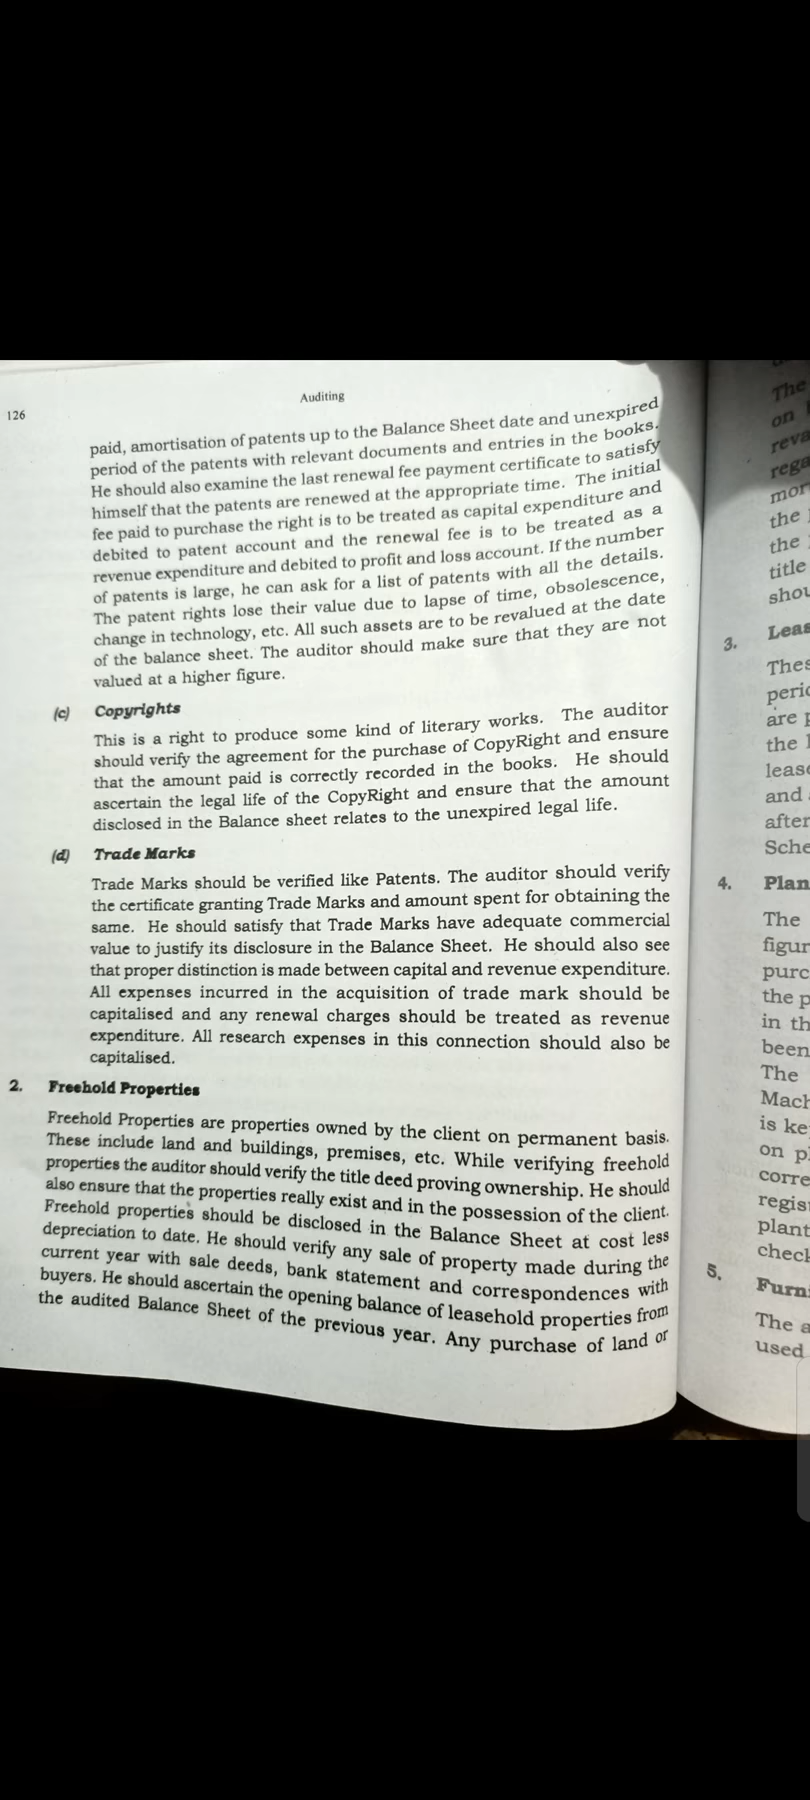 126
Auditing
paid, amortisation of patents up to the Balance Sheet date and unexpired
period of the patents with relevant documents and entries in the books.
He should also examine the last renewal fee payment certificate to satisfy
himself that the patents are renewed at the appropriate time. The initial
fee paid to purchase the right is to be treated as capital expenditure and
debited to patent account and the renewal fee is to be treated as a
revenue expenditure and debited to profit and loss account. If the number
of patents is large, he can ask for a list of patents with all the details.
The patent rights lose their value due to lapse of time, obsolescence,
change in technology, etc. All such assets are to be revalued at the date
of the balance sheet. The auditor should make sure that they are not
valued at a higher figure.
(c) Copyrights
This is a right to produce some kind of literary works. The auditor
should verify the agreement for the purchase of CopyRight and ensure
that the amount paid is correctly recorded in the books. He should
ascertain the legal life of the CopyRight and ensure that the amount
disclosed in the Balance sheet relates to the unexpired legal life.
(d) Trade Marks
Trade Marks should be verified like Patents. The auditor should verify
the certificate granting Trade Marks and amount spent for obtaining the
same. He should satisfy that Trade Marks have adequate commercial
value to justify its disclosure in the Balance Sheet. He should also see
that proper distinction is made between capital and revenue expenditure.
All expenses incurred in the acquisition of trade mark should be
capitalised and any renewal charges should be treated as revenue
expenditure. All research expenses in this connection should also be
capitalised.
2. Freehold Properties
Freehold Properties are properties owned by the client on permanent basis.
These include land and buildings, premises, etc. While verifying freehold
properties the auditor should verify the title deed proving ownership. He should
also ensure that the properties really exist and in the possession of the client.
Freehold properties should be disclosed in the Balance Sheet at cost less
depreciation to date. He should verify any sale of property made during the
current year with sale deeds, bank statement and correspondences with
buyers. He should ascertain the opening balance of leasehold properties from
the audited Balance Sheet of the previous year. Any purchase of land or
The
on
reva
rega
mor
the
the
title
shou
3. Leas
Thes
perio
are p
the l
lease
and
after
Sche
4. Plan
The
figur
purc
the p
in th
been
The
Mach
is ke
on p
corre
regis
plant
check
5. Furni
The a
used